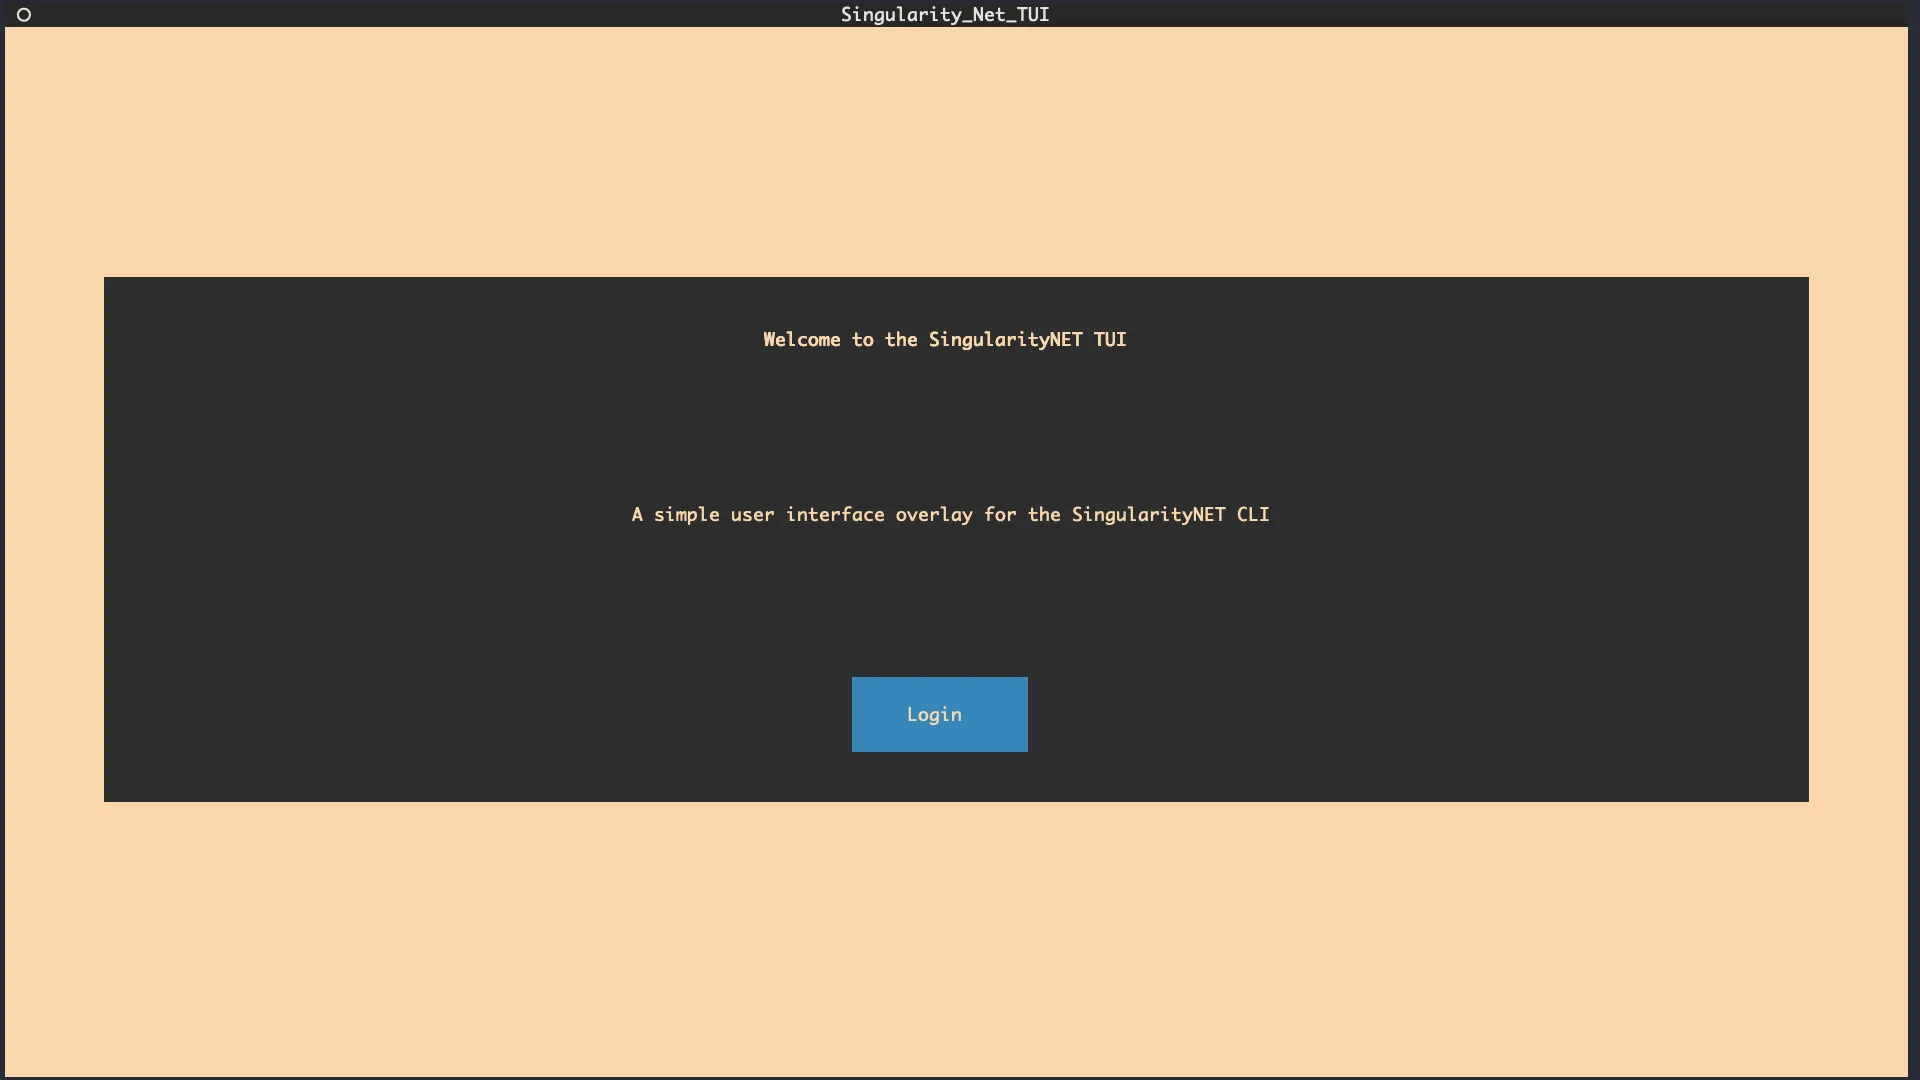 Singularity_Net_TUI
Welcome to the SingularityNET TUI
A simple user interface overlay for the SingularityNET CLI
Login